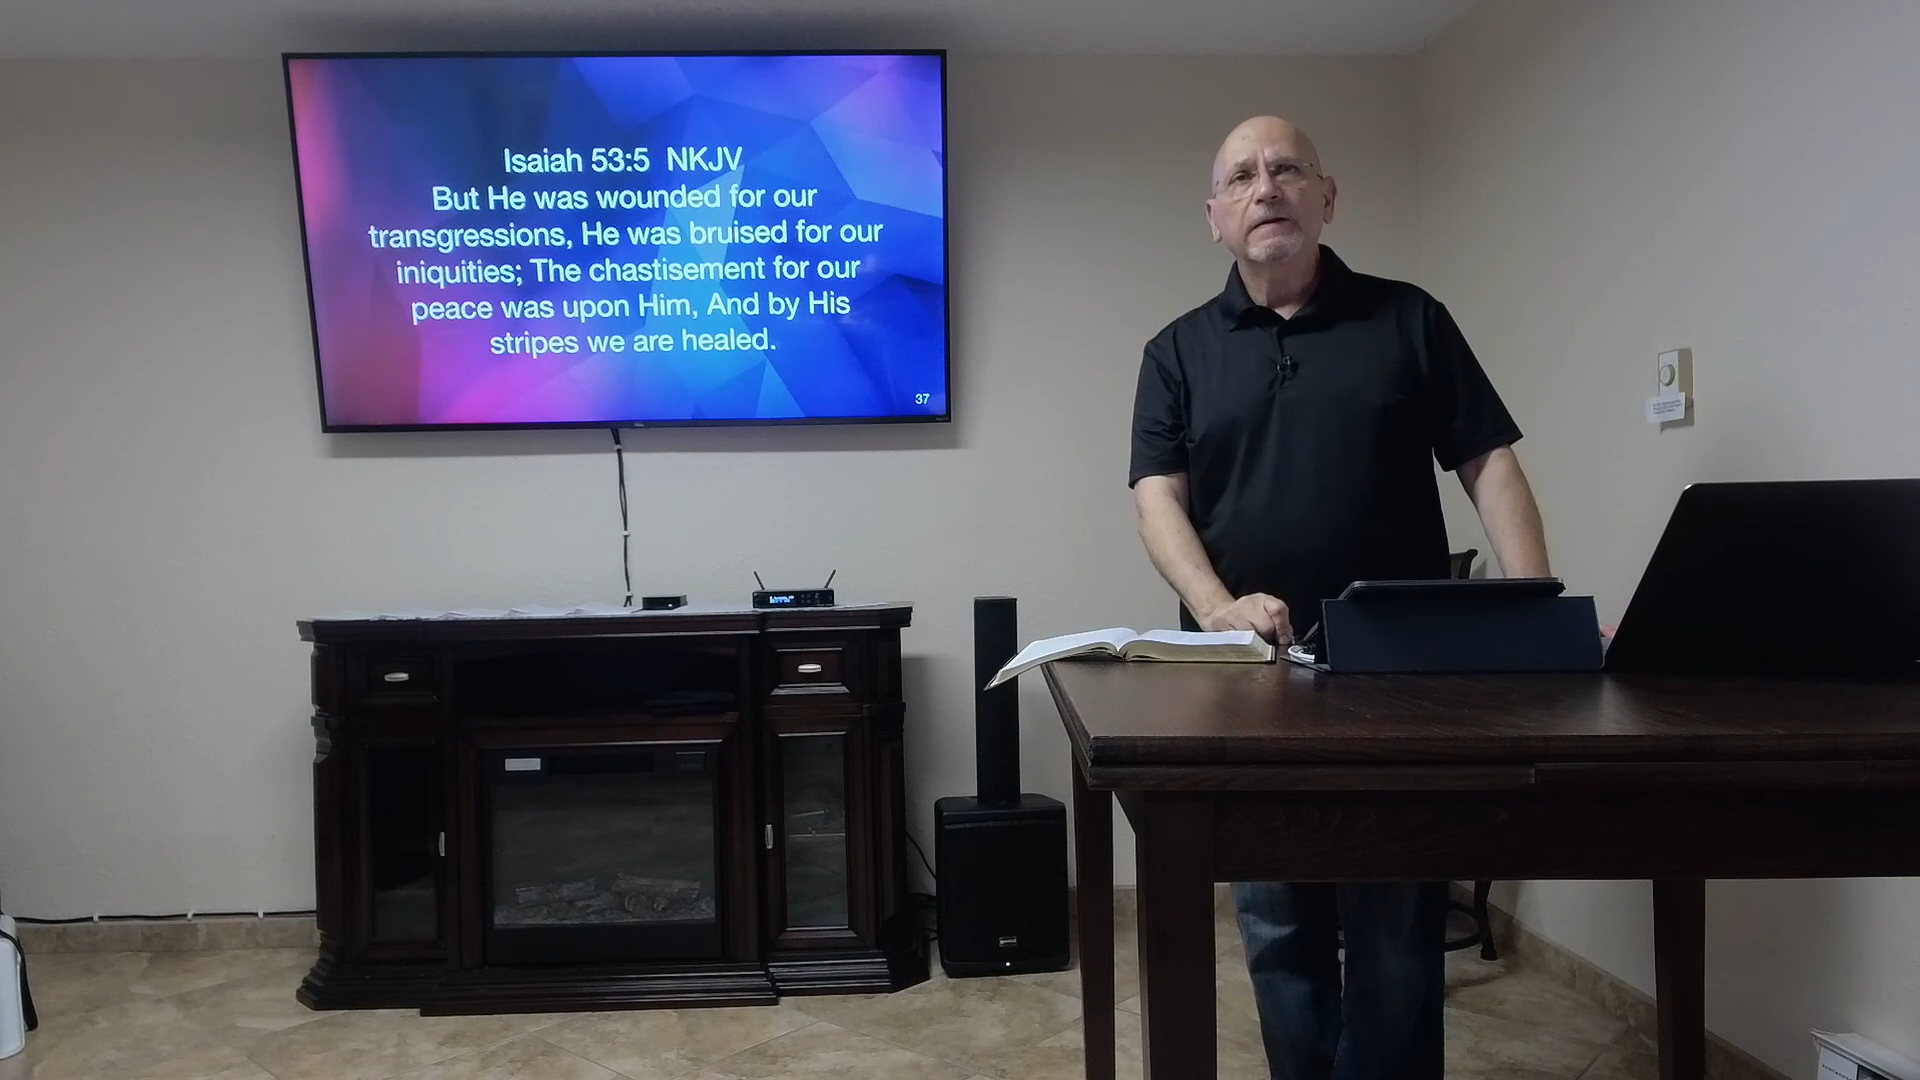 Isaiah 53:5 NKJV
But He was wounded for our
transgressions, He was bruised for our
iniquities; The chastisement for our
peace was upon Him, And by His
stripes we are healed.
37